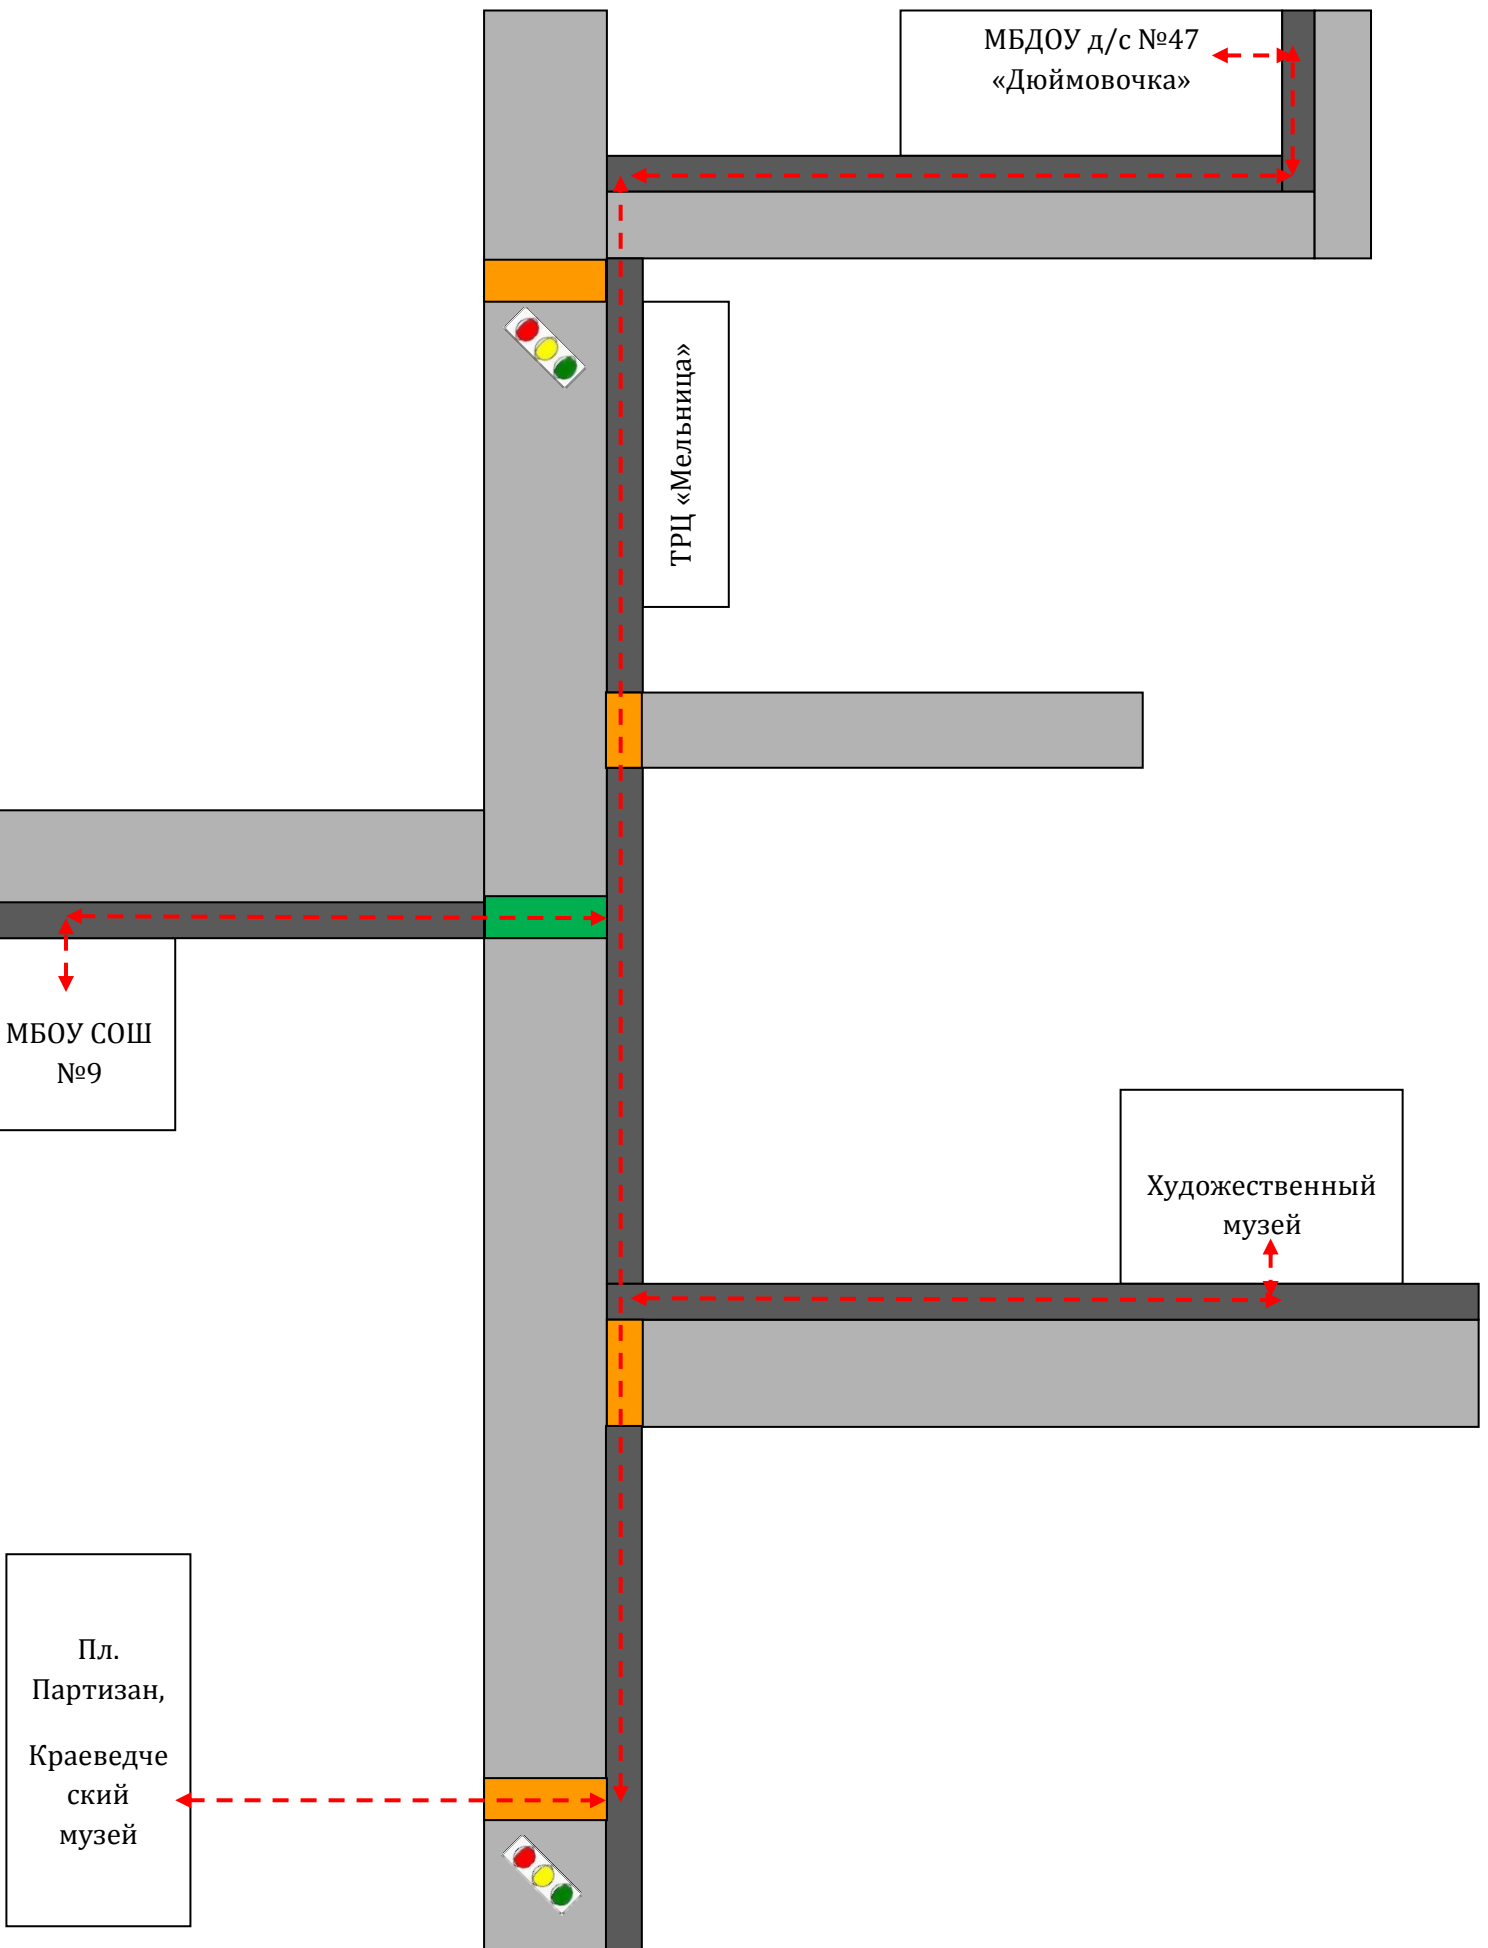 МБДОУ д/с №47
«Дюймовочка»
ТРЦ «Мельница»
МБОУ СОШ
№9
Художественный
музей
Пл.
Партизан,
Краеведче
ский
музей